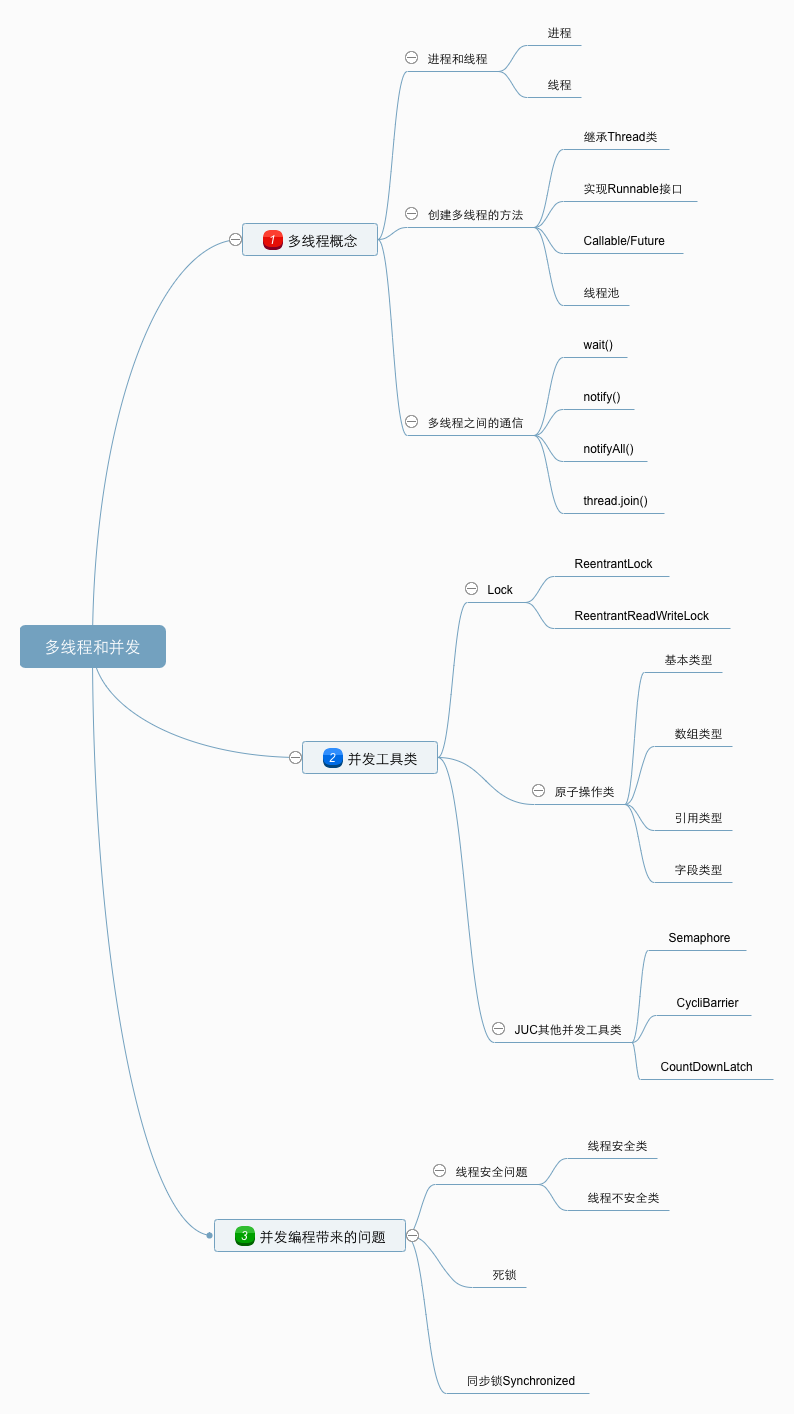 多线程和并发
1 多线程概念
进程和线程
进程
线程
创建多线程的方法
继承Thread类
实现Runnable接口
Callable/Future
线程池
多线程之间的通信
wait()
notify()
notifyAll()
thread.join()
2 并发工具类
Lock
ReentrantLock
ReentrantReadWriteLock
原子操作类
基本类型
数组类型
引用类型
字段类型
JUC其他并发工具类
Semaphore
CycliBarrier
CountDownLatch
3 并发编程带来的问题
线程安全问题
线程安全类
线程不安全类
死锁
同步锁Synchronized